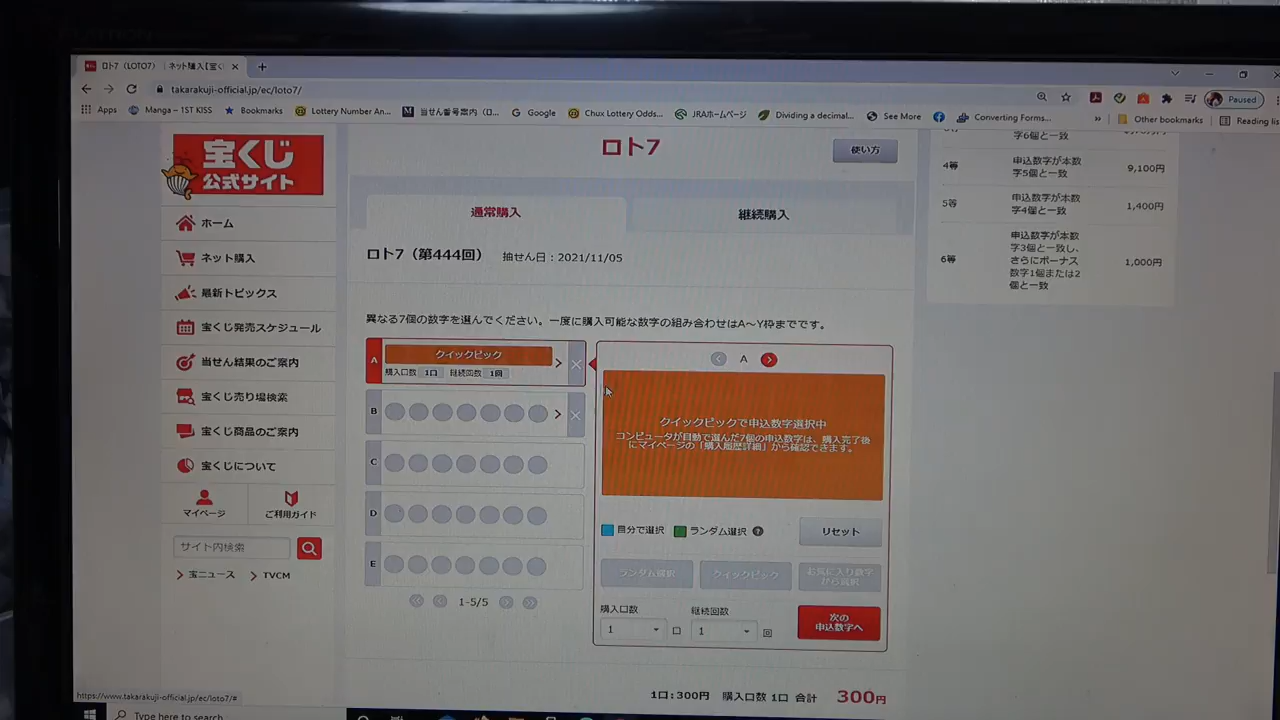 ロト7 (LOTO7) | ネット購入【宝く
takarakuji-official.jp/ec/loto7/
Paused
Apps
Manga – 1ST KISS
Bookmarks
Lottery Number An...
当せん番号案内 (ロ...
Google
Chux Lottery Odds...
JRAホームページ
Dividing a decimal...
See More
Converting Forms...
Other bookmarks
Reading list
宝くじ
公式サイト
ホーム
ネット購入
最新トピックス
宝くじ発売スケジュール
当せん結果のご案内
宝くじ売り場検索
宝くじ商品のご案内
宝くじについて
マイページ
ご利用ガイド
サイト内検索
宝ニュース
TVCM
ロト7
使い方
通常購入
継続購入
ロト7（第444回） 抽せん日：2021/11/05
異なる7個の数字を選んでください。一度に購入可能な数字の組み合わせはA～Y枠までです。
A
クイックピック
購入口数 1口 継続回数 1回
B
C
D
E
1-5/5
A
クイックピックで申込数字選択中
コンピュータが自動で選んだ7個の申込数字は、購入完了後
にマイページの「購入履歴詳細」から確認できます。
自分で選択
ランダム選択
リセット
ランダム選択
クイックピック
お気に入り数字
から選択
購入口数
1
口
継続回数
1
回
次の
申込数字へ
1口：300円 購入口数 1口 合計 300円
字6個と一致
4等
申込数字が本数
字5個と一致
9,100円
5等
申込数字が本数
字4個と一致
1,400円
6等
申込数字が本数
字3個と一致し、
さらにボーナス
数字1個または2
個と一致
1,000円
https://www.takarakuji-official.jp/ec/loto7/#
Type here to search